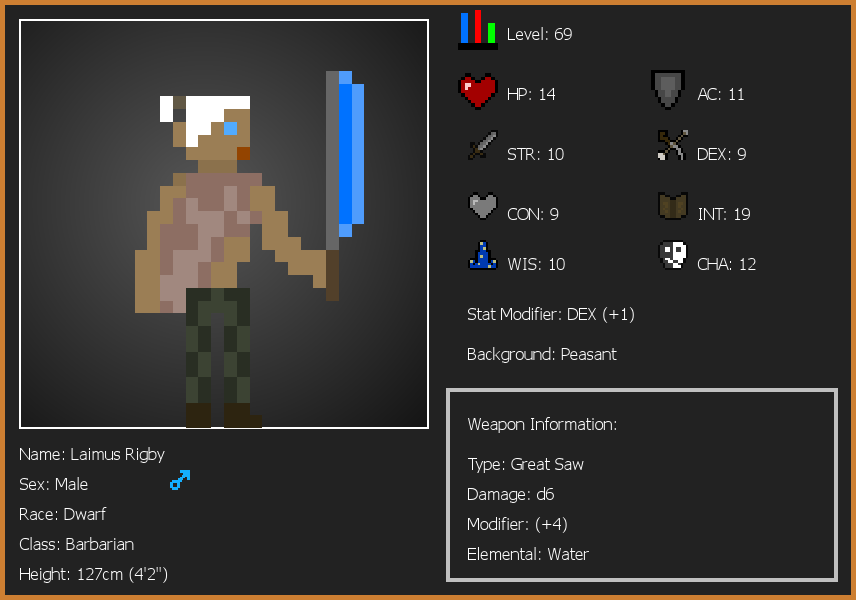 Level: 69
HP: 14
AC: 11
STR: 10
DEX: 9
CON: 9
INT: 19
WIS: 10
CHA: 12
Stat Modifier: DEX (+1)
Background: Peasant
Weapon Information:
Type: Great Saw
Damage: d6
Modifier: (+4)
Elemental: Water
Name: Laimus Rigby
Sex: Male
Race: Dwarf
Class: Barbarian
Height: 127cm (4'2")